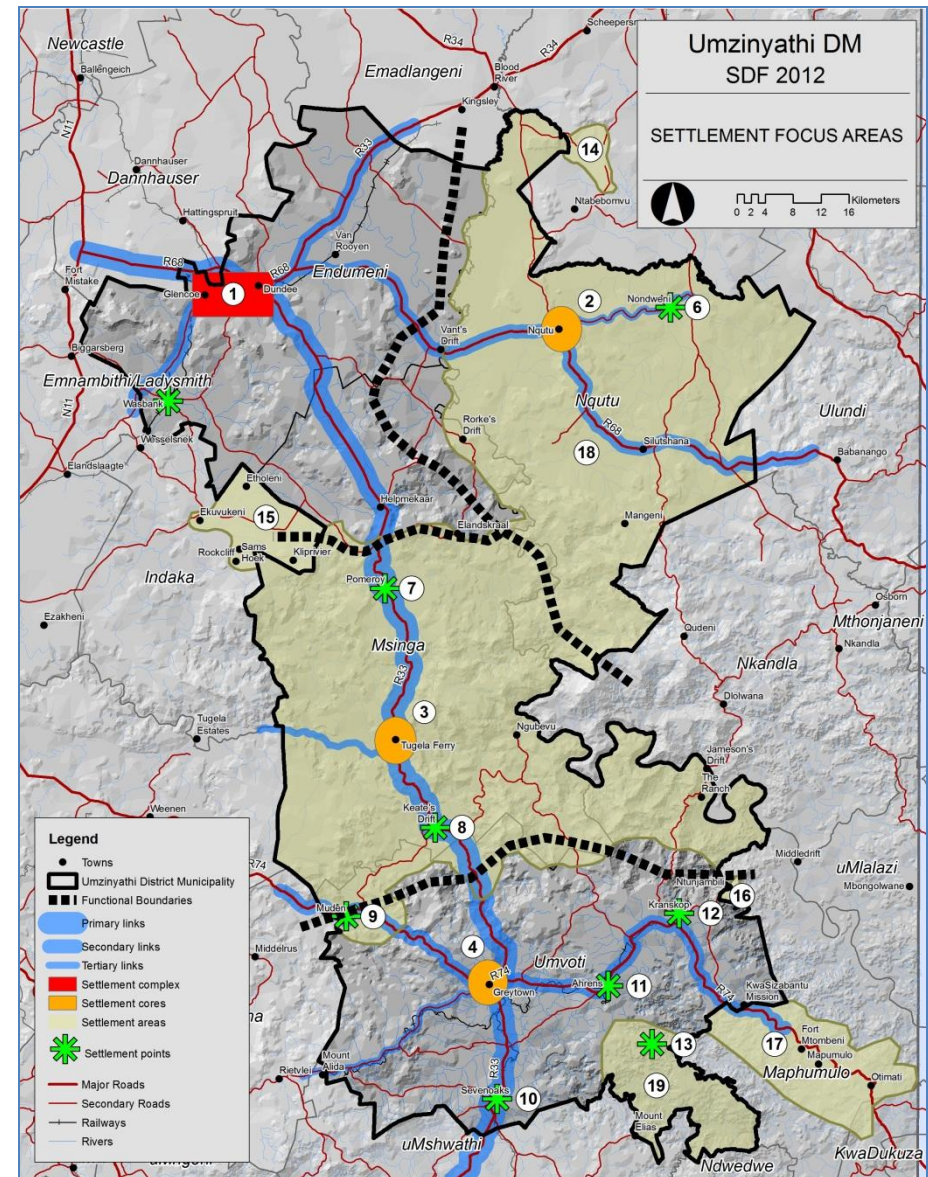 Umzinyathi DM
SDF 2012
SETTLEMENT FOCUS AREAS
Kilometers
0 2 4 8 12 16
Newcastle
Ballengeich
R34
Scheepersn
Emadlangeni
Blood
River
R34
Kingsley
N11
R33
Dannhauser
Dannhauser
Hattingspruit
14
Ntabebomvu
Van
Rooyen
R68
R68
Endumeni
Fort
Mistake
Glencoe
1
Dundee
2
Nondweni
6
Nqutu
Vant's
Drift
Biggarsberg
Emnambithi/Ladysmith
Wasbank
N11
Nqutu
Ulundi
Wesselsnek
Rorke's
Drift
R68
Silutshana
18
Babanango
Elandslaagte
Etholeni
Helpmekaar
Ekuvukeni
15
Elandskraal
Mangeni
Rockcliff
Sams
Hoek
Kliprivier
Indaka
Pomeroy
7
Osborn
Ezakheni
Mthonjaneni
Qudeni
Nkandla
Msinga
Nkandla
R33
Dlolwana
3
Tugela
Estates
Ngubevu
Tugela Ferry
Jameson's
Drift
The
Ranch
Weenen
Keate's
Drift
8
Middledrift
uMlalazi
R74
Ntunjambili
Mbongolwane
16
Muden
9
Kranskop
12
Middelrus
4
Umvoti
R74
Greytown
Ahrens
11
KwaSizabantu
Mission
R74
Fort
Mtombeni
17
Mapumulo
Maphumulo
13
Mount
Alida
Rietvlei
R33
19
Otimati
Sevenoaks
10
Mount
Elias
uMshwathi
Ndwedwe
KwaDukuza
Legend
Towns
Umzinyathi District Municipality
Functional Boundaries
Primary links
Secondary links
Tertiary links
Settlement complex
Settlement cores
Settlement areas
Settlement points
Major Roads
Secondary Roads
Railways
Rivers